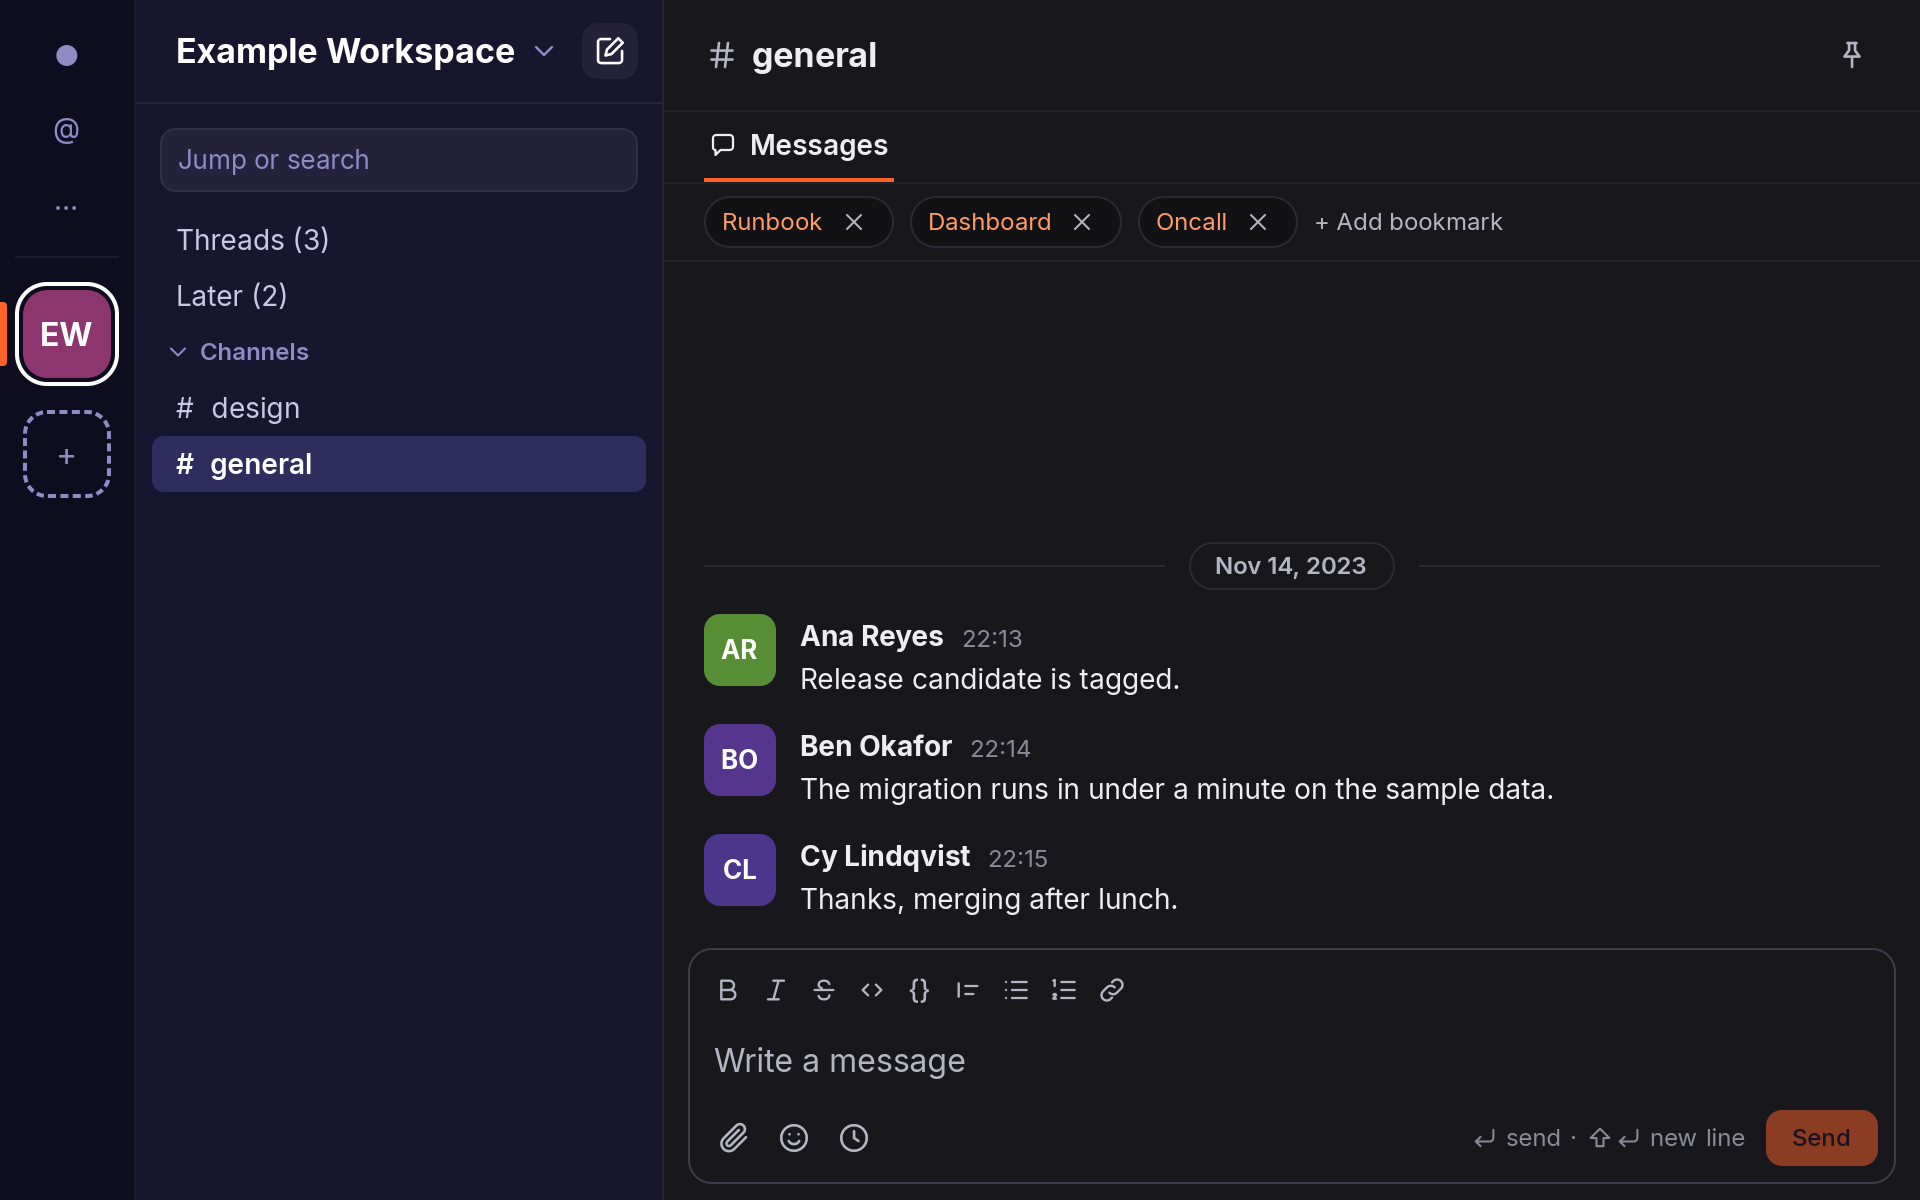 @
...
EW
+
Example Workspace
Jump or search
Threads (3)
Later (2)
Channels
# design
# general
# general
Messages
Runbook
Dashboard
Oncall
+ Add bookmark
Nov 14, 2023
AR
Ana Reyes 22:13
Release candidate is tagged.
BO
Ben Okafor 22:14
The migration runs in under a minute on the sample data.
CL
Cy Lindqvist 22:15
Thanks, merging after lunch.
Write a message
send · new line
Send